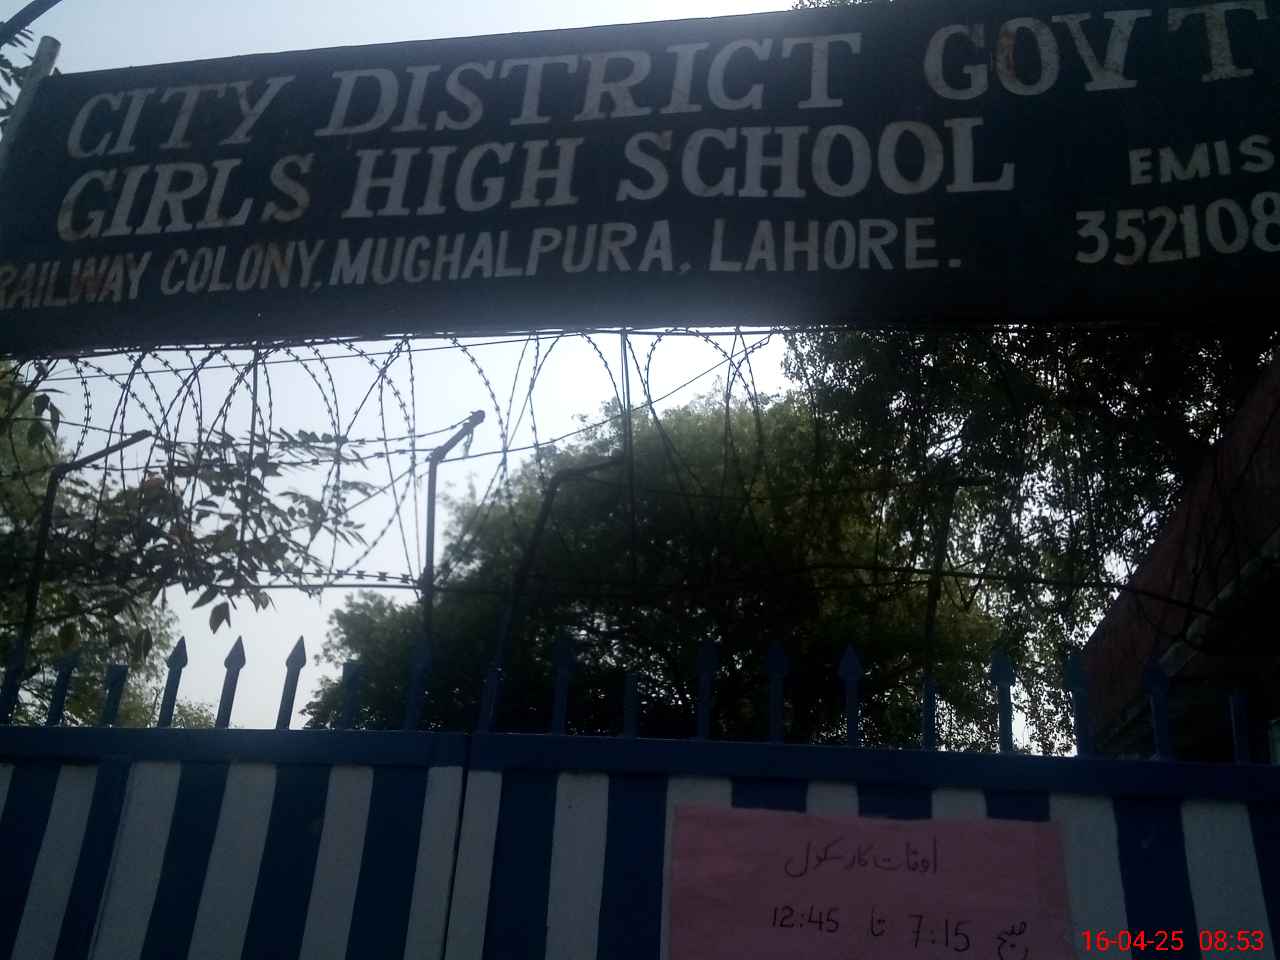 CITY DISTRICT GOV'T
GIRLS HIGH SCHOOL
EMIS
RAILWAY COLONY, MUGHALPURA, LAHORE.
352108
اوقات کار سکول
صبح 7:15 تا 12:45
16-04-25 08:53